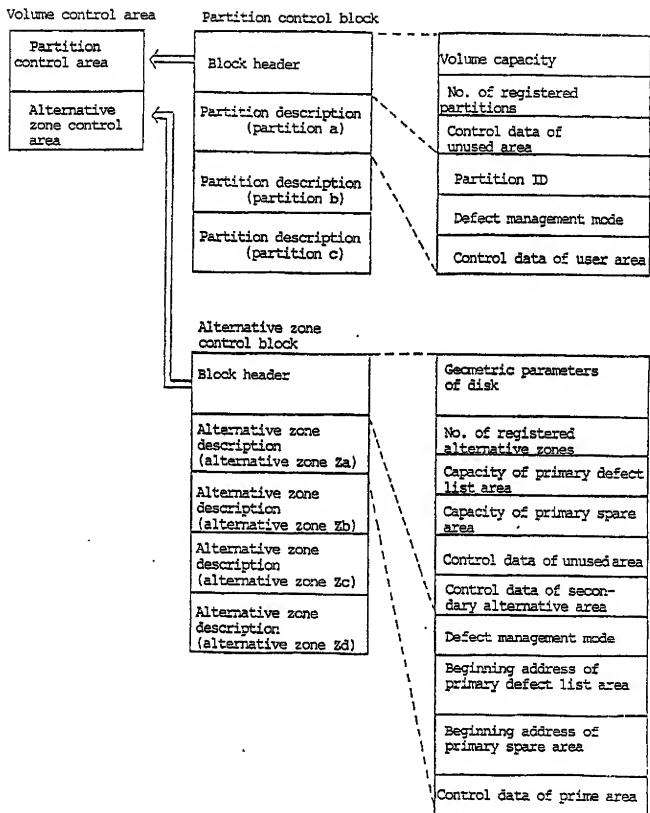 Volume control area
Partition
control area
Alternative
zone control
area
Partition control block
Block header
Partition description
(partition a)
Partition description
(partition b)
Partition description
(partition c)
Volume capacity
No. of registered
partitions
Control data of
unused area
Partition ID
Defect management mode
Control data of user area
Alternative zone
control block
Block header
Alternative zone
description
(alternative zone Za)
Alternative zone
description
(alternative zone Zb)
Alternative zone
description
(alternative zone Zc)
Alternative zone
description
(alternative zone Zd)
Geometric parameters
of disk
No. of registered
alternative zones
Capacity of primary defect
list area
Capacity of primary spare
area
Control data of unused area
Control data of secon-
dary alternative area
Defect management mode
Beginning address of
primary defect list area
Beginning address of
primary spare area
Control data of prime area